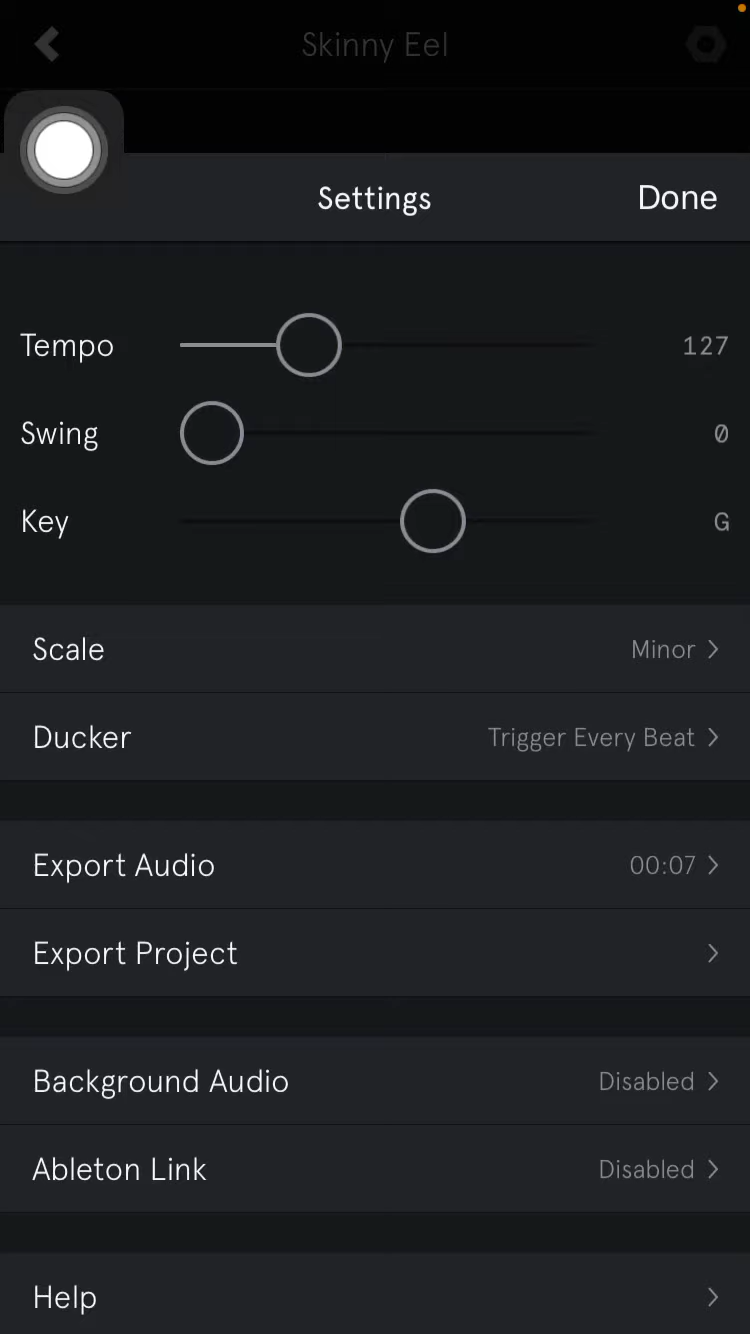 Skinny Eel
Settings Done
Tempo 127
Swing 0
Key G
Scale Minor
Ducker Trigger Every Beat
Export Audio 00:07
Export Project
Background Audio Disabled
Ableton Link Disabled
Help